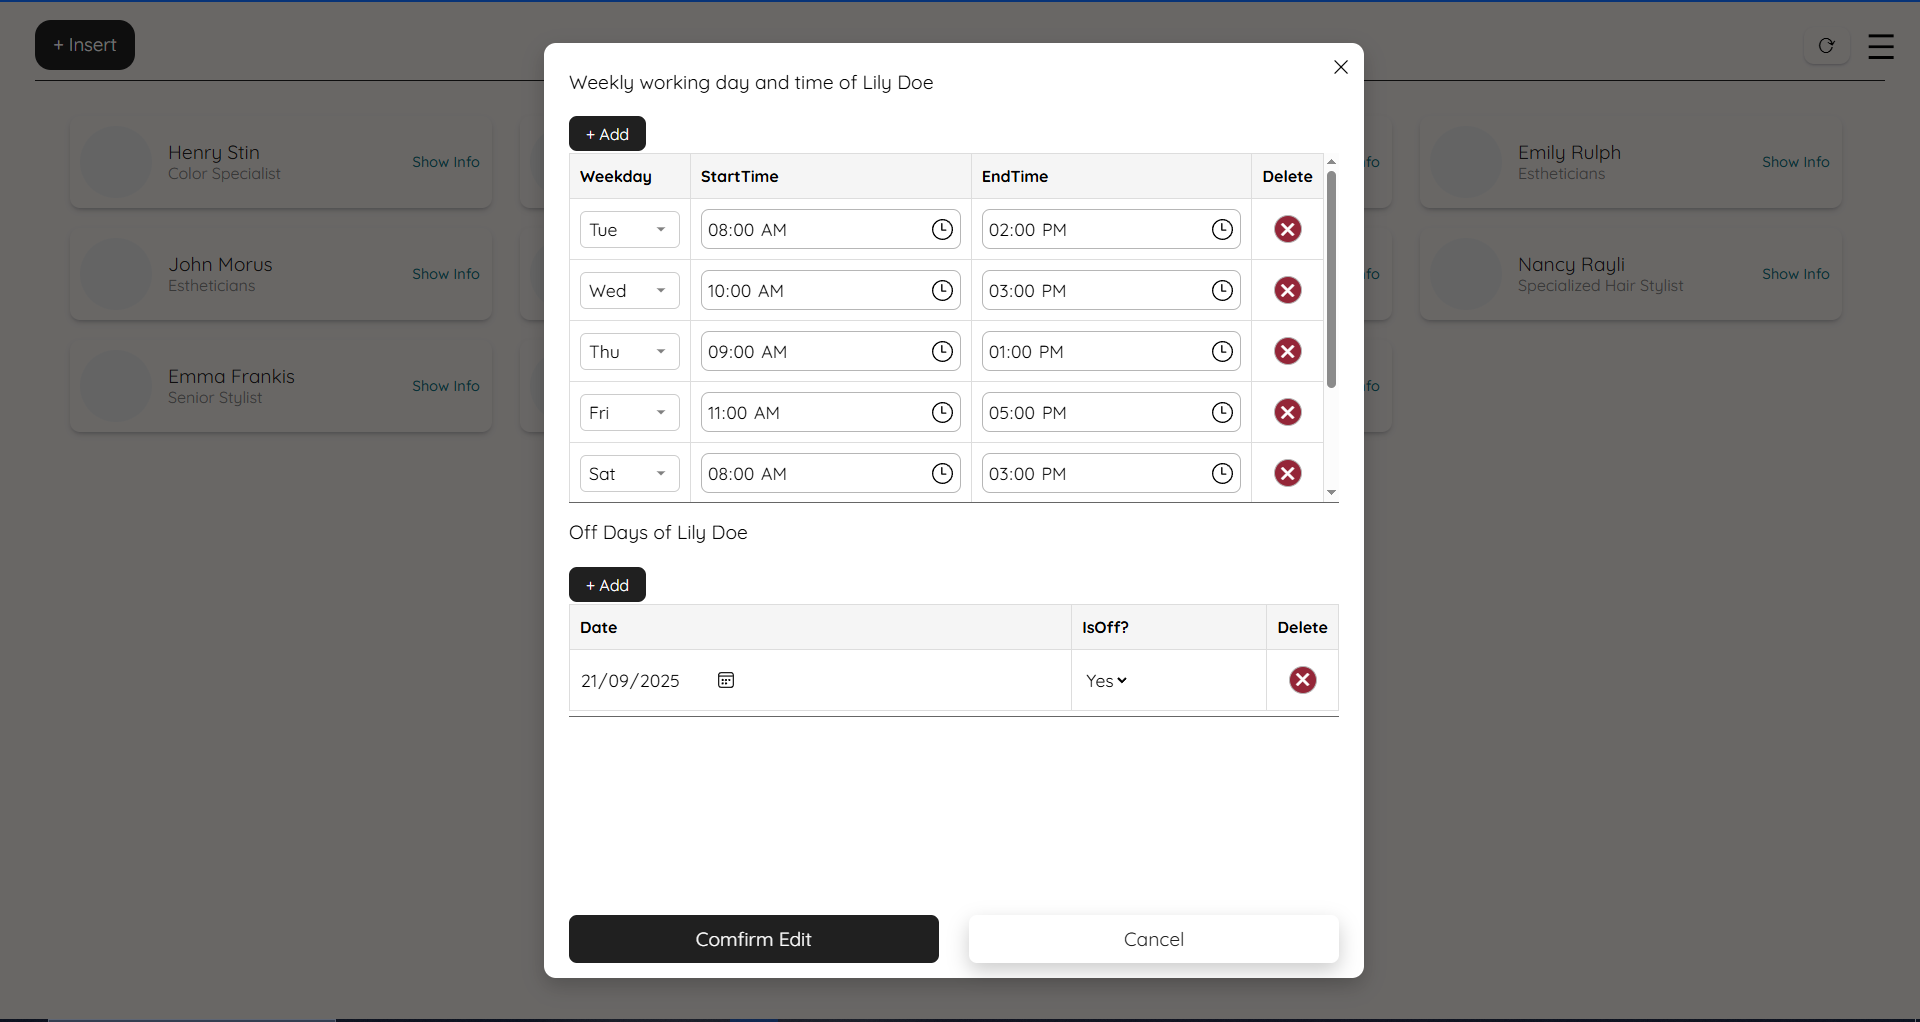 + Insert
Weekly working day and time of Lily Doe
+ Add
Weekday StartTime EndTime Delete
Tue 08:00 AM 02:00 PM
Wed 10:00 AM 03:00 PM
Thu 09:00 AM 01:00 PM
Fri 11:00 AM 05:00 PM
Sat 08:00 AM 03:00 PM
Off Days of Lily Doe
+ Add
Date IsOff? Delete
21/09/2025 Yes
Comfirm Edit Cancel
Henry Stin
Color Specialist
Show Info
fo
Emily Rulph
Estheticians
Show Info
John Morus
Estheticians
Show Info
fo
Nancy Rayli
Specialized Hair Stylist
Show Info
Emma Frankis
Senior Stylist
Show Info
fo